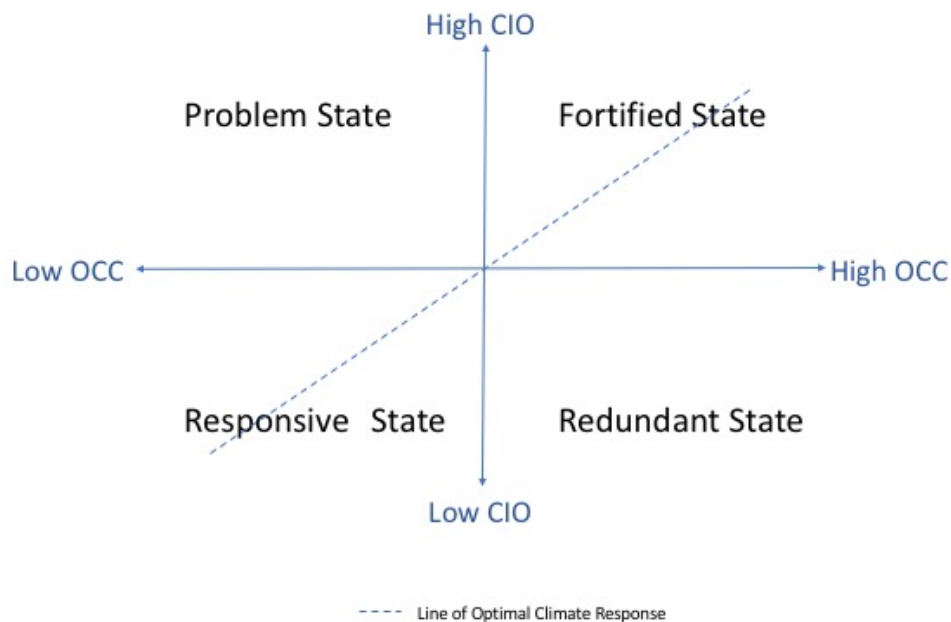 High CIO
Problem State
Fortified State
Low OCC
High OCC
Responsive State
Redundant State
Low CIO
Line of Optimal Climate Response